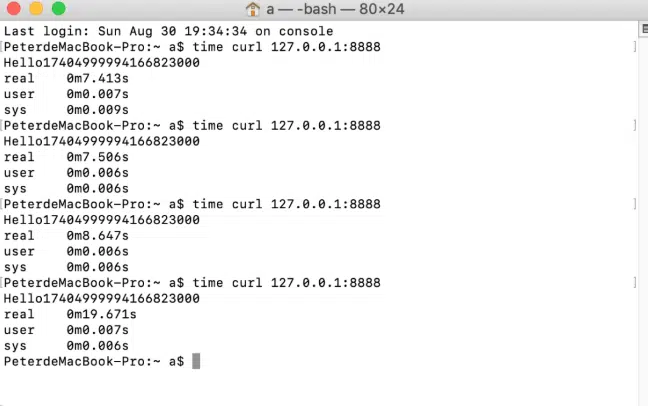 a — -bash — 80×24
Last login: Sun Aug 30 19:34:34 on console
[PeterdeMacBook-Pro:~ a$ time curl 127.0.0.1:8888 ]
Hello17404999994166823000
real 0m7.413s
user 0m0.007s
sys 0m0.009s
[PeterdeMacBook-Pro:~ a$ time curl 127.0.0.1:8888 ]
Hello17404999994166823000
real 0m7.506s
user 0m0.006s
sys 0m0.006s
[PeterdeMacBook-Pro:~ a$ time curl 127.0.0.1:8888 ]
Hello17404999994166823000
real 0m8.647s
user 0m0.006s
sys 0m0.006s
[PeterdeMacBook-Pro:~ a$ time curl 127.0.0.1:8888 ]
Hello17404999994166823000
real 0m19.671s
user 0m0.007s
sys 0m0.006s
PeterdeMacBook-Pro:~ a$